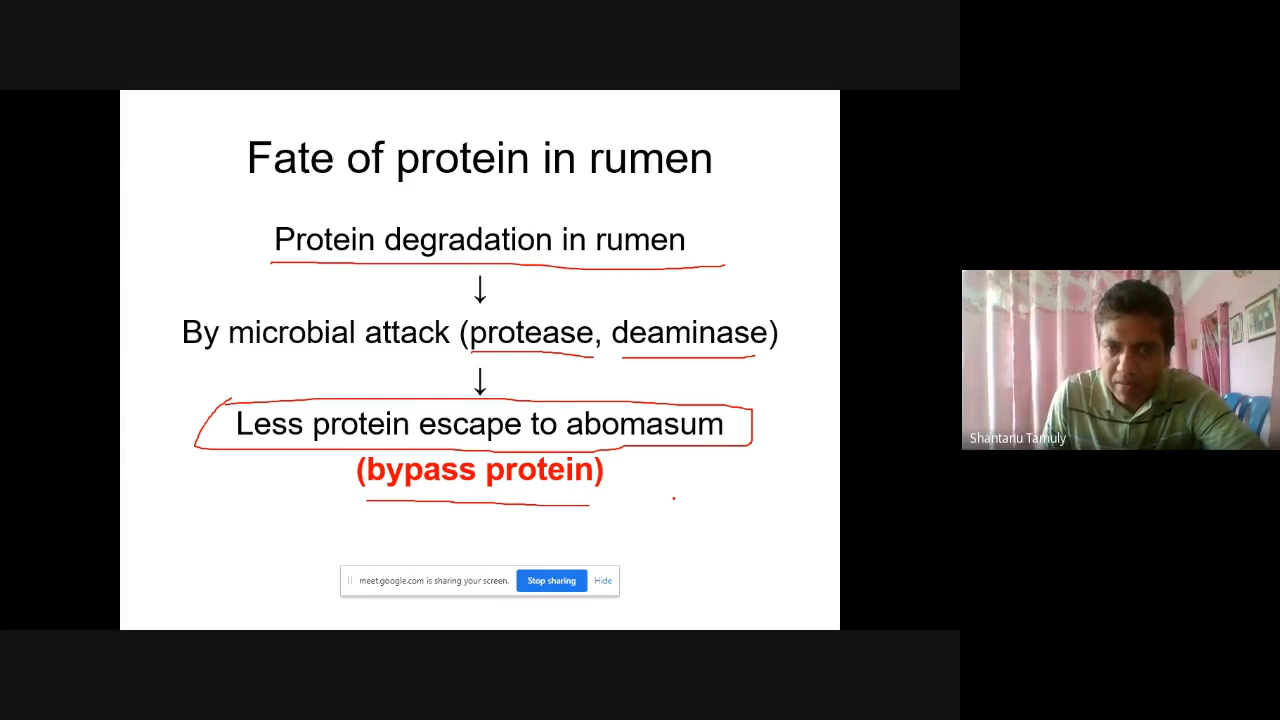 Fate of protein in rumen
Protein degradation in rumen
↓
By microbial attack (protease, deaminase)
↓
Less protein escape to abomasum
(bypass protein)
meet.google.com is sharing your screen. Stop sharing Hide
Shantanu Tamuly